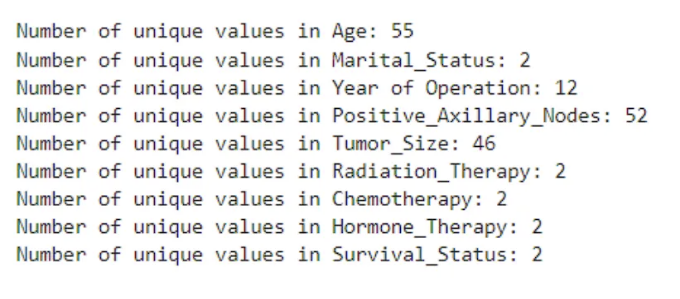 Number of unique values in Age: 55
Number of unique values in Marital_Status: 2
Number of unique values in Year of Operation: 12
Number of unique values in Positive_Axillary_Nodes: 52
Number of unique values in Tumor_Size: 46
Number of unique values in Radiation_Therapy: 2
Number of unique values in Chemotherapy: 2
Number of unique values in Hormone_Therapy: 2
Number of unique values in Survival_Status: 2